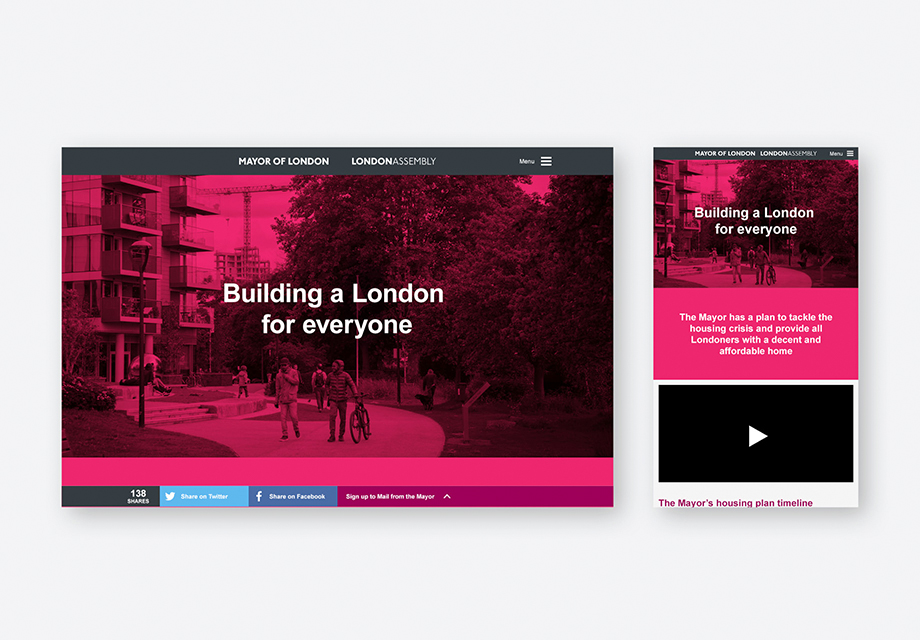 MAYOR OF LONDON LONDONASSEMBLY Menu
Building a London
for everyone
138
SHARES
Share on Twitter
Share on Facebook
Sign up to Mail from the Mayor
MAYOR OF LONDON LONDONASSEMBLY Menu
Building a London
for everyone
The Mayor has a plan to tackle the
housing crisis and provide all
Londoners with a decent and
affordable home
The Mayor's housing plan timeline